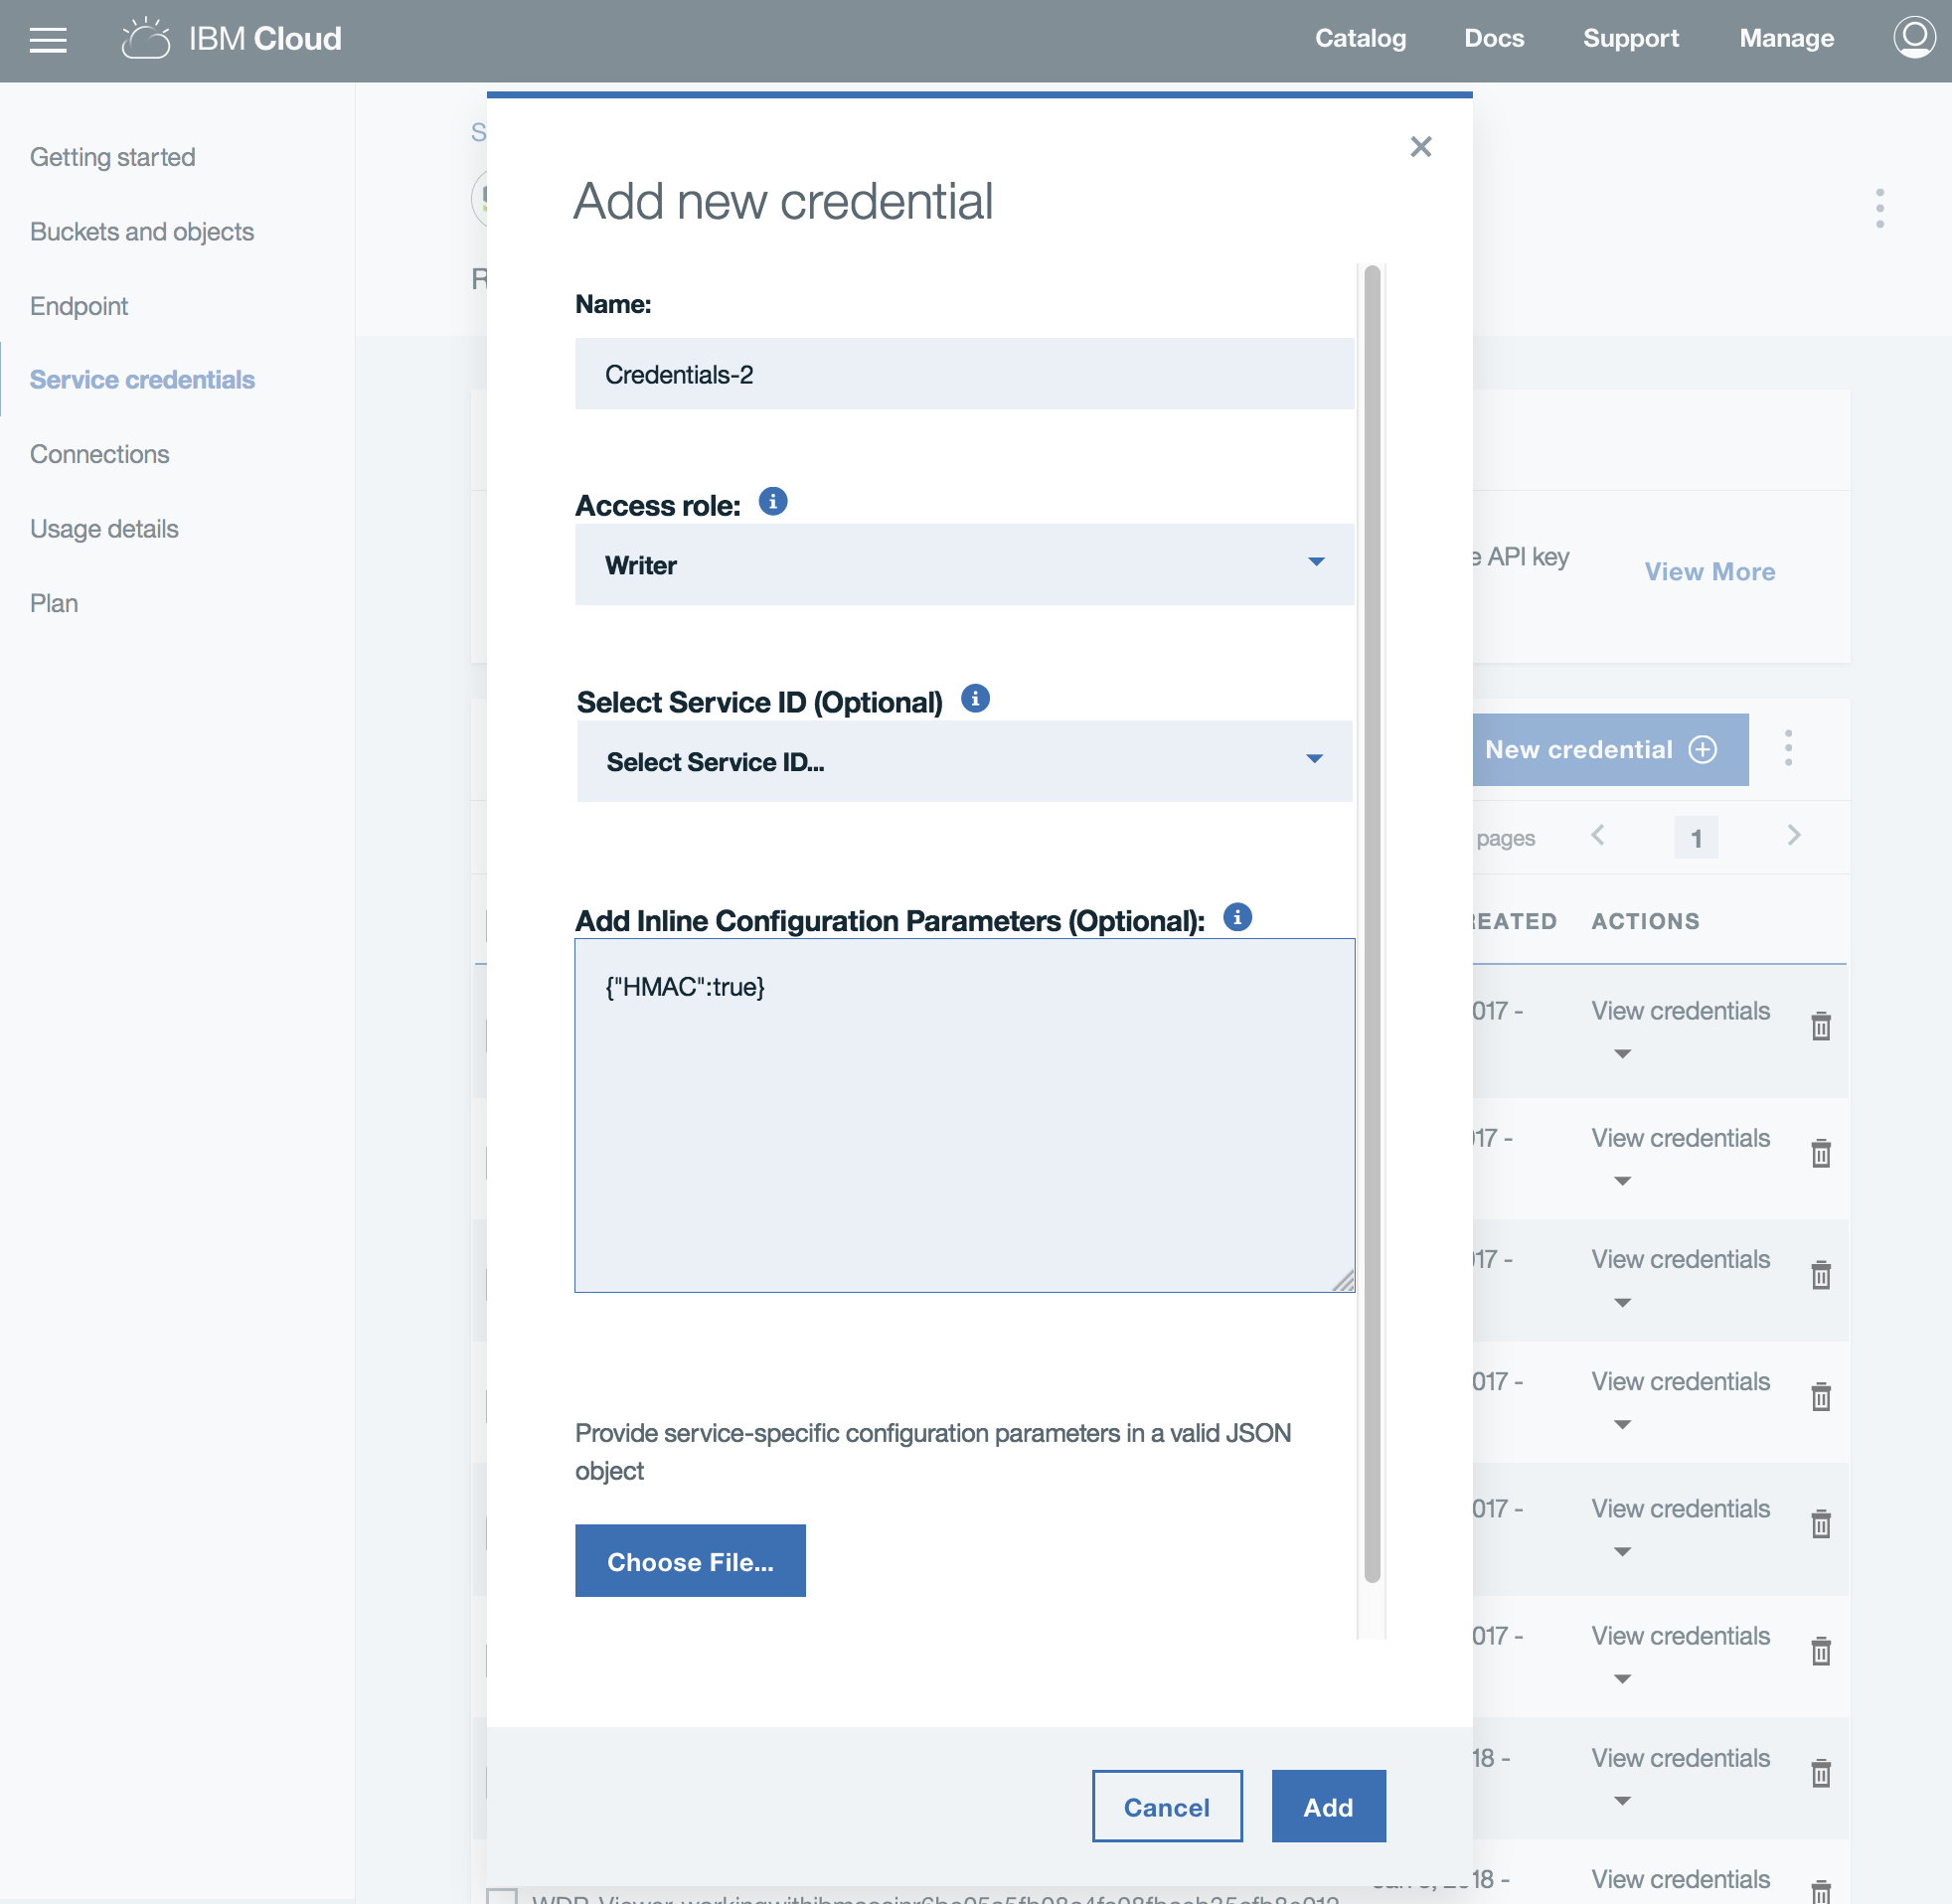 IBM Cloud
Catalog
Docs
Support
Manage
Getting started
Buckets and objects
Endpoint
Service credentials
Connections
Usage details
Plan
Add new credential
Name:
Credentials-2
Access role:
Writer
Select Service ID (Optional)
Select Service ID...
Add Inline Configuration Parameters (Optional):
{"HMAC":true}
Provide service-specific configuration parameters in a valid JSON
object
Choose File...
Cancel
Add
API key
View More
New credential
pages
1
ACTIONS
017 -
View credentials
17 -
View credentials
17 -
View credentials
017 -
View credentials
017 -
View credentials
017 -
View credentials
18 -
View credentials
18 -
View credentials